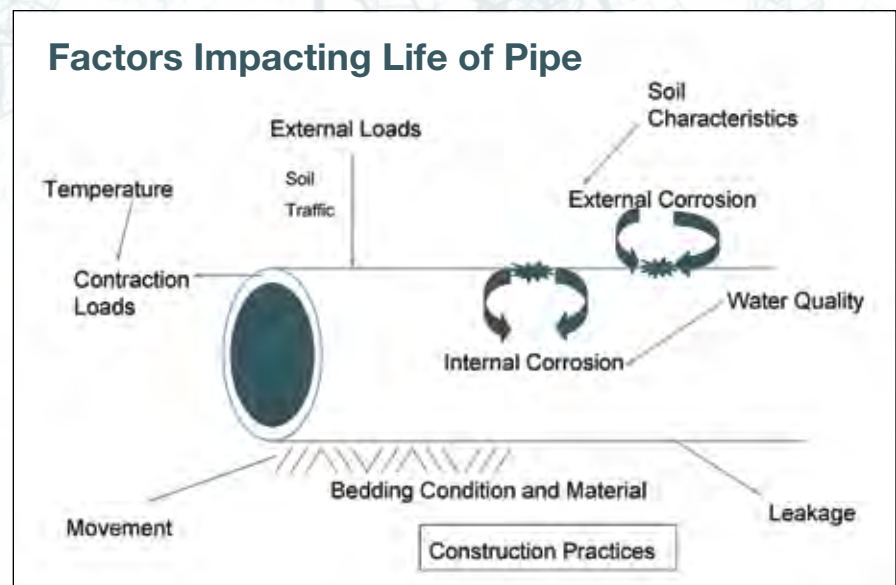 Factors Impacting Life of Pipe
Soil
Characteristics
External Loads
Temperature
Soil
Traffic
External Corrosion
Contraction
Loads
Water Quality
Internal Corrosion
Bedding Condition and Material
Movement
Leakage
Construction Practices